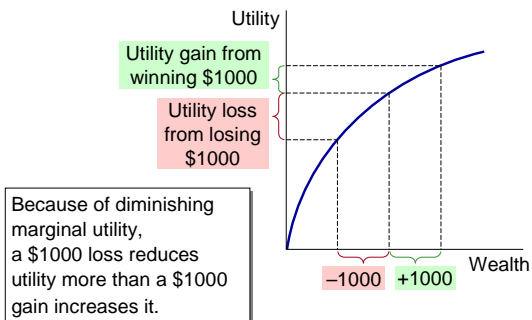 Utility
Utility gain from
winning $1000
Utility loss
from losing
$1000
Because of diminishing
marginal utility,
a $1000 loss reduces
utility more than a $1000
gain increases it.
Wealth
–1000
+1000